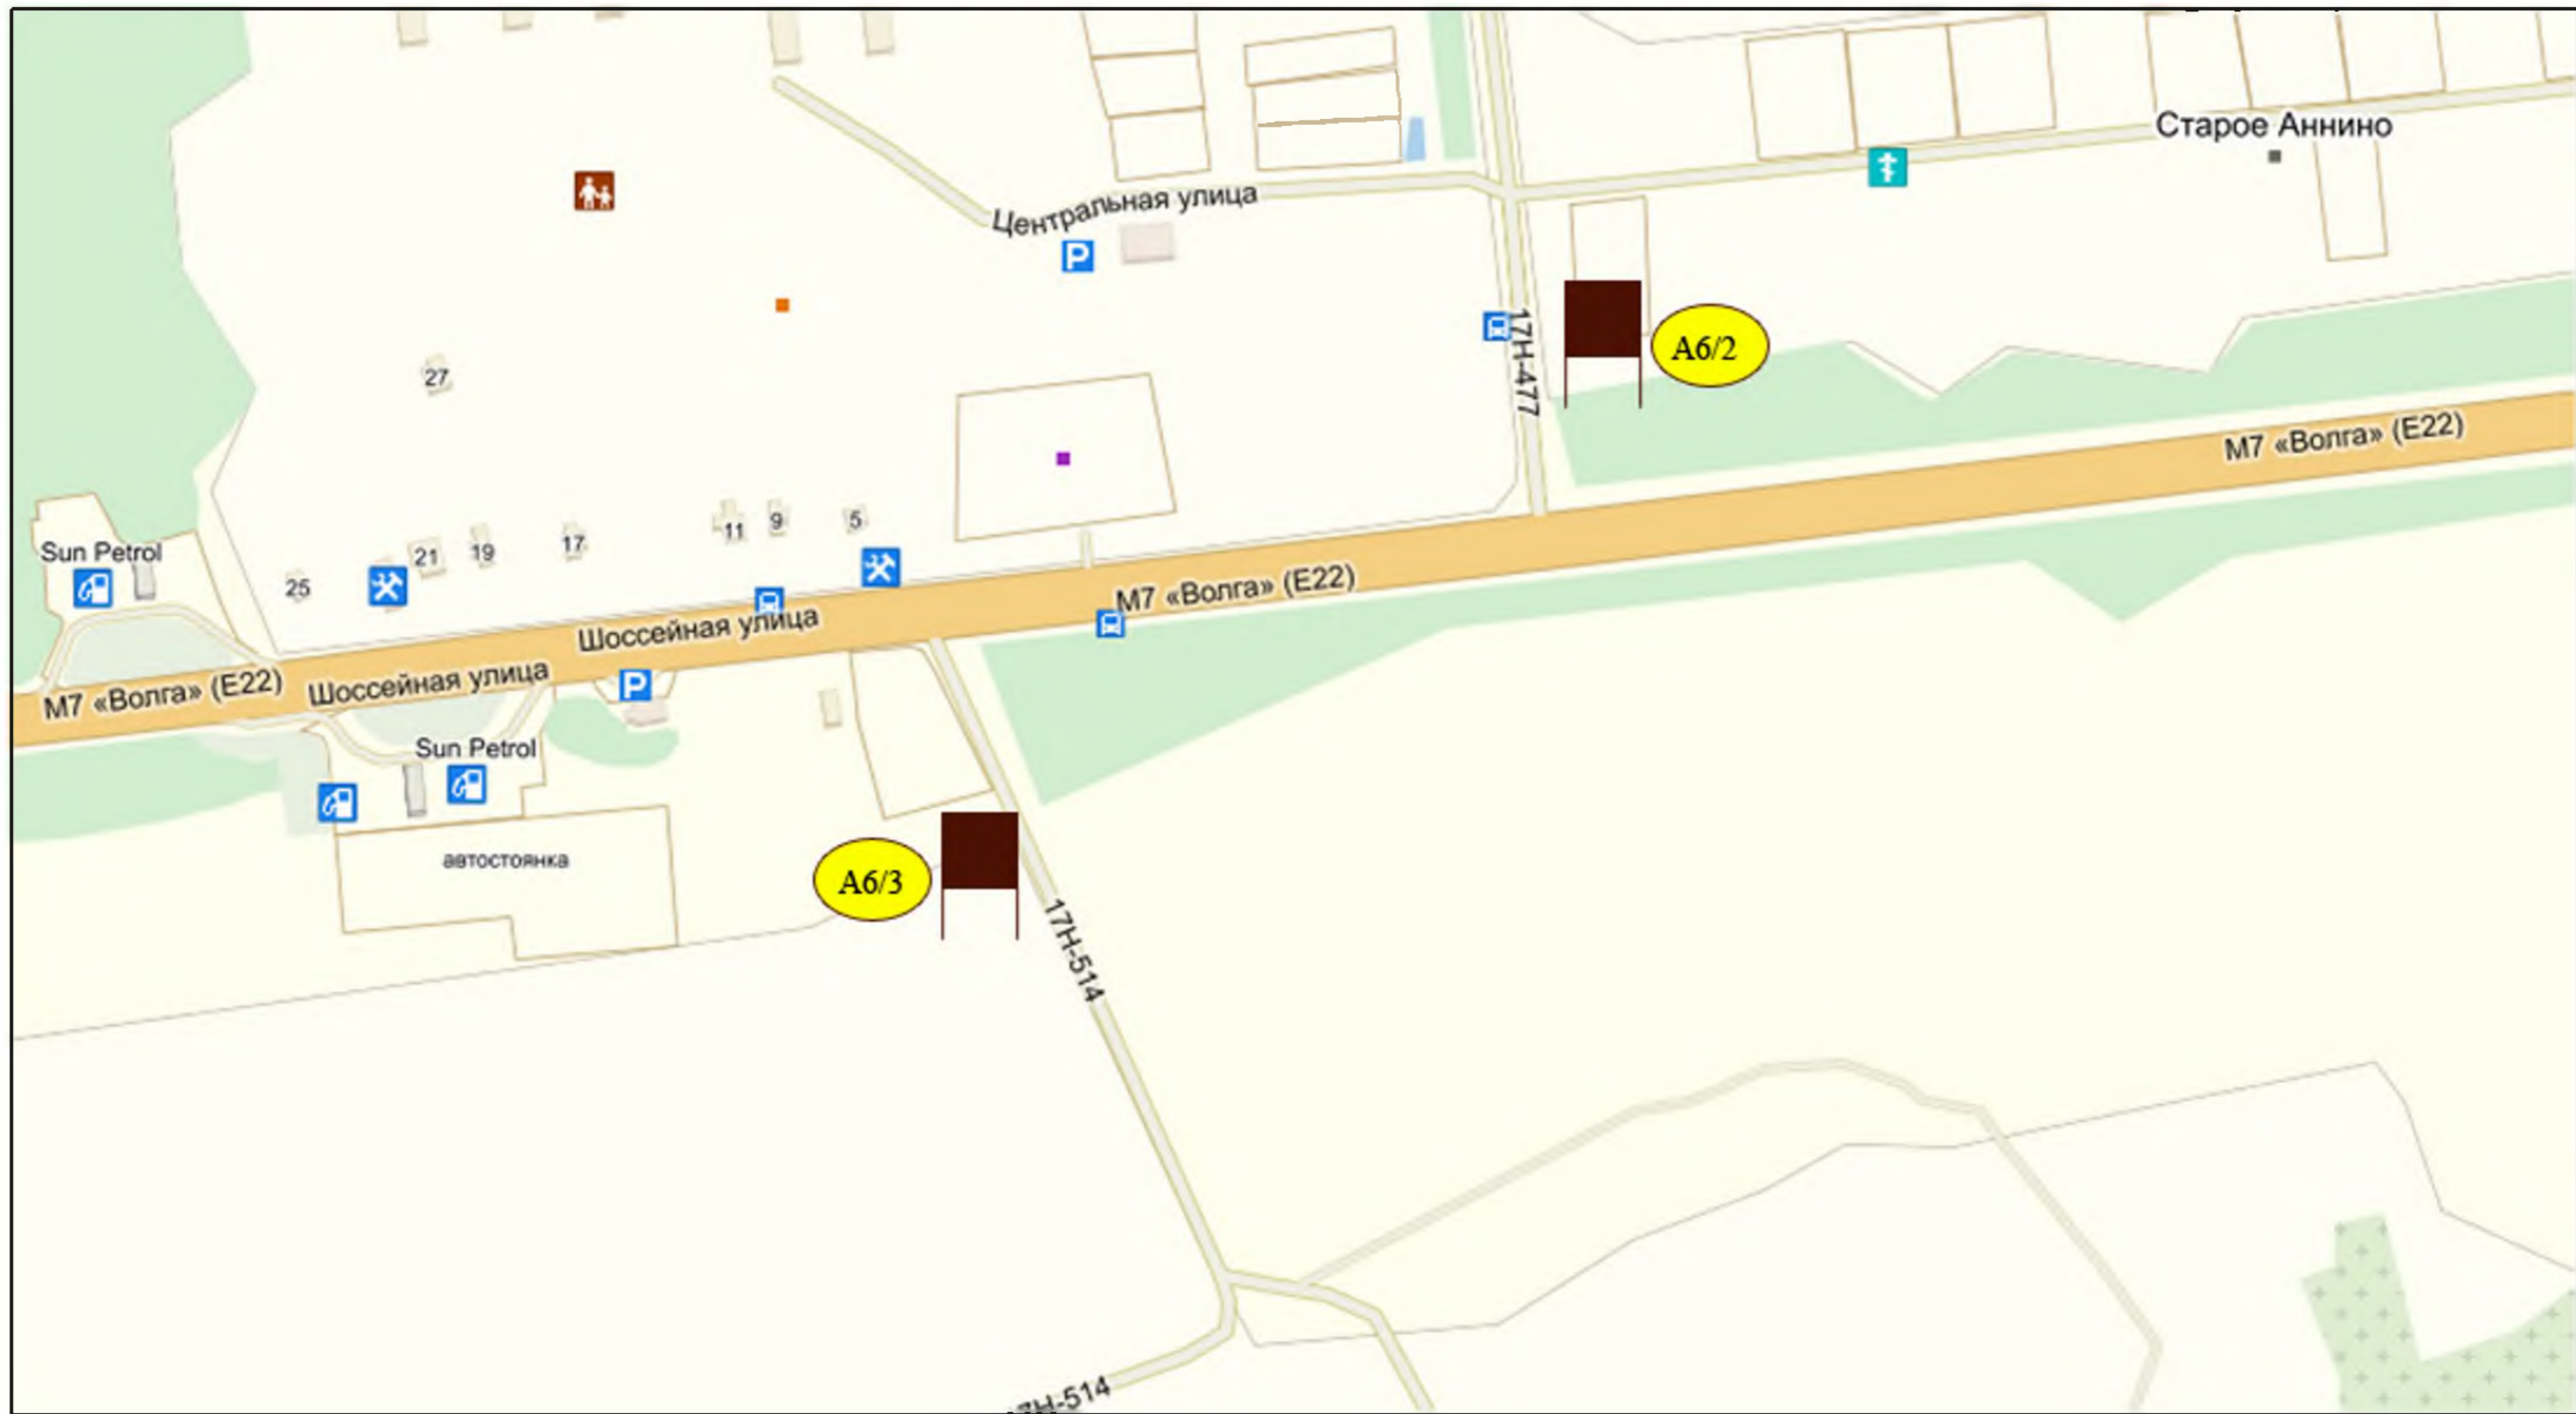 Старое Аннино
Центральная улица
P
17Н-477
А6/2
27
М7 «Волга» (Е22)
5
9
11
17
19
21
25
Sun Petrol
М7 «Волга» (Е22)
Шоссейная улица
Шоссейная улица
М7 «Волга» (Е22)
P
Sun Petrol
автостоянка
А6/3
17Н-514
17Н-514